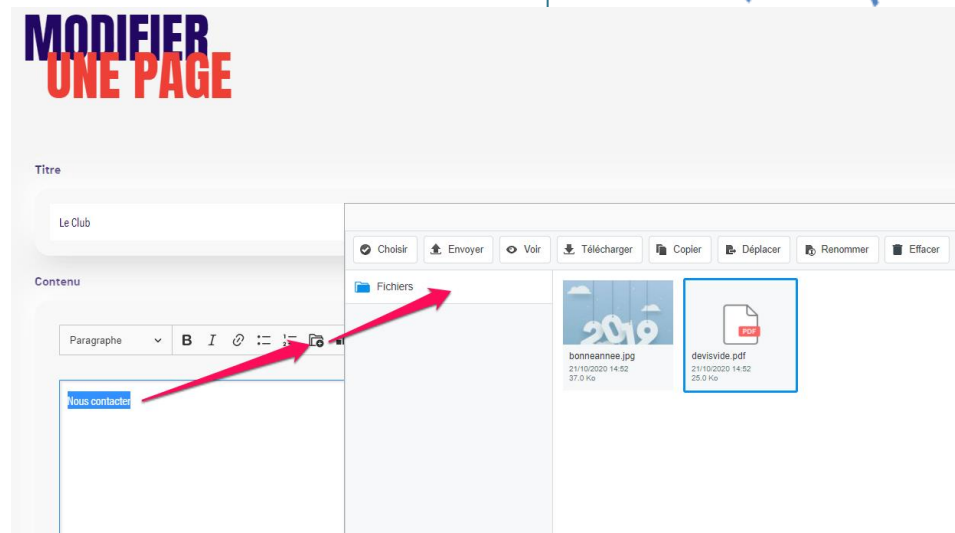 MODIFIER
UNE PAGE
Titre
Le Club
Choisir Envoyer Voir Télécharger Copier Déplacer Renommer Effacer
Contenu
Fichiers
Paragraphe B I
2019
PDF
bonneannee.jpg devisvide.pdf
21/10/2020 14:52 21/10/2020 14:52
37.0 Ko 25.0 Ko
Nous contacter